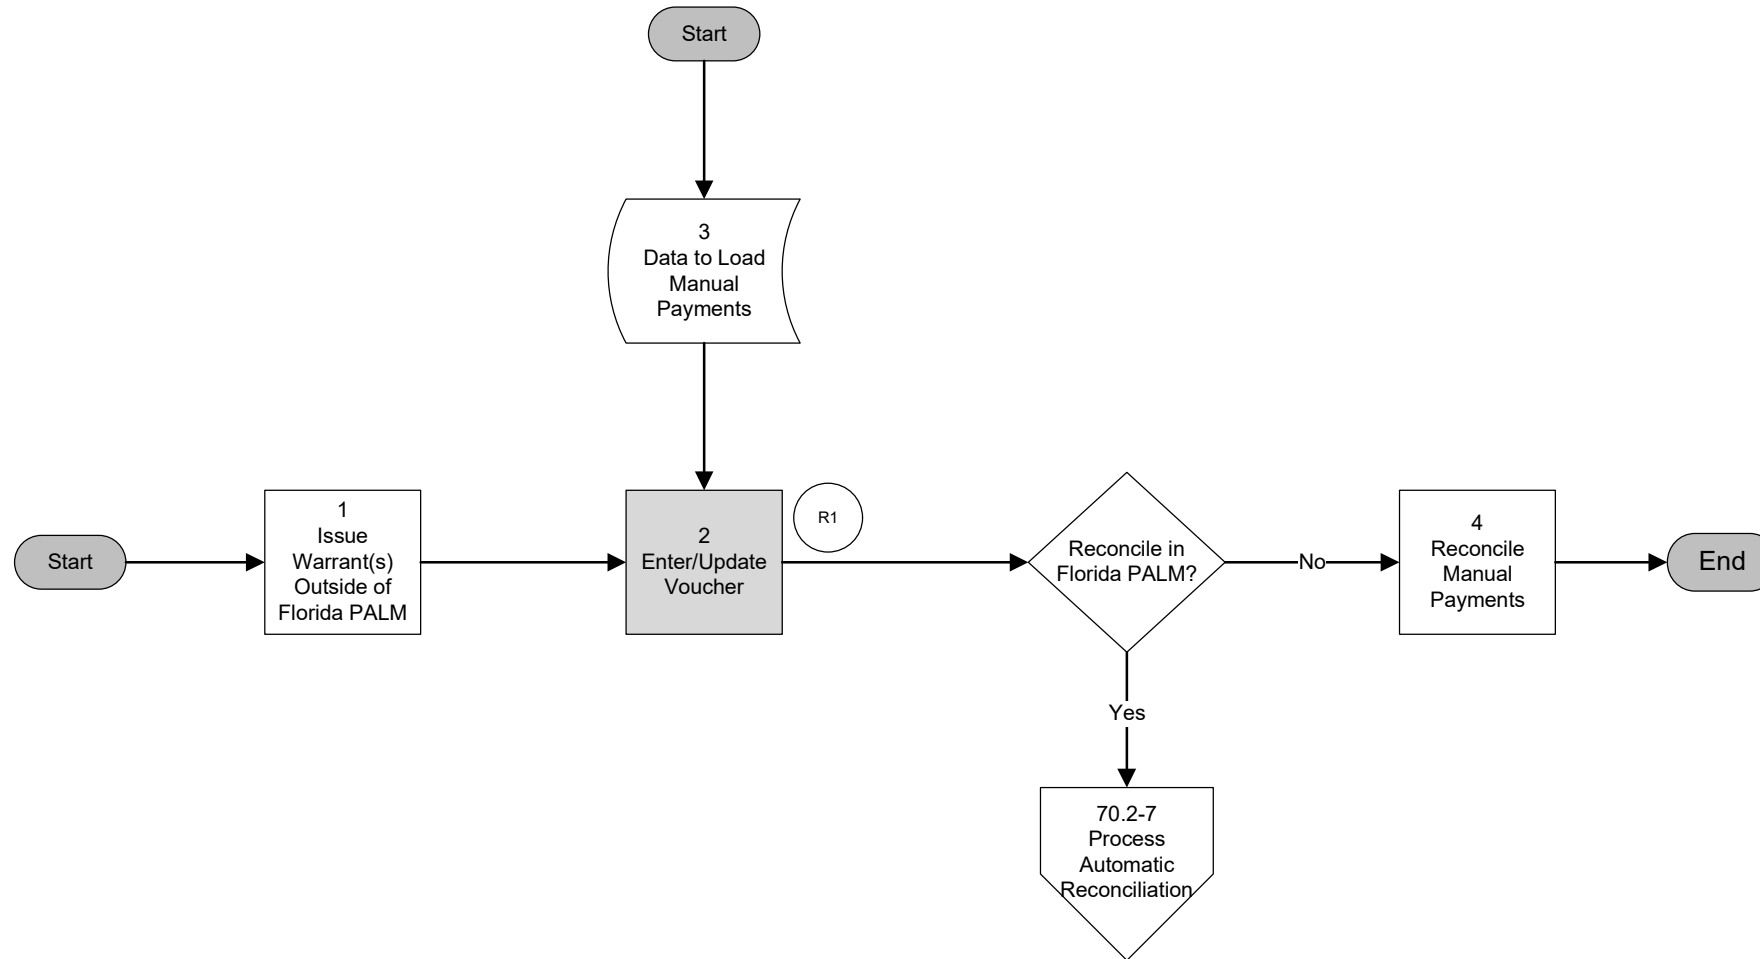 Start
3
Data to Load
Manual
Payments
Start
1
Issue
Warrant(s)
Outside of
Florida PALM
2
Enter/Update
Voucher
R1
Reconcile in
Florida PALM?
No
4
Reconcile
Manual
Payments
End
Yes
70.2-7
Process
Automatic
Reconciliation